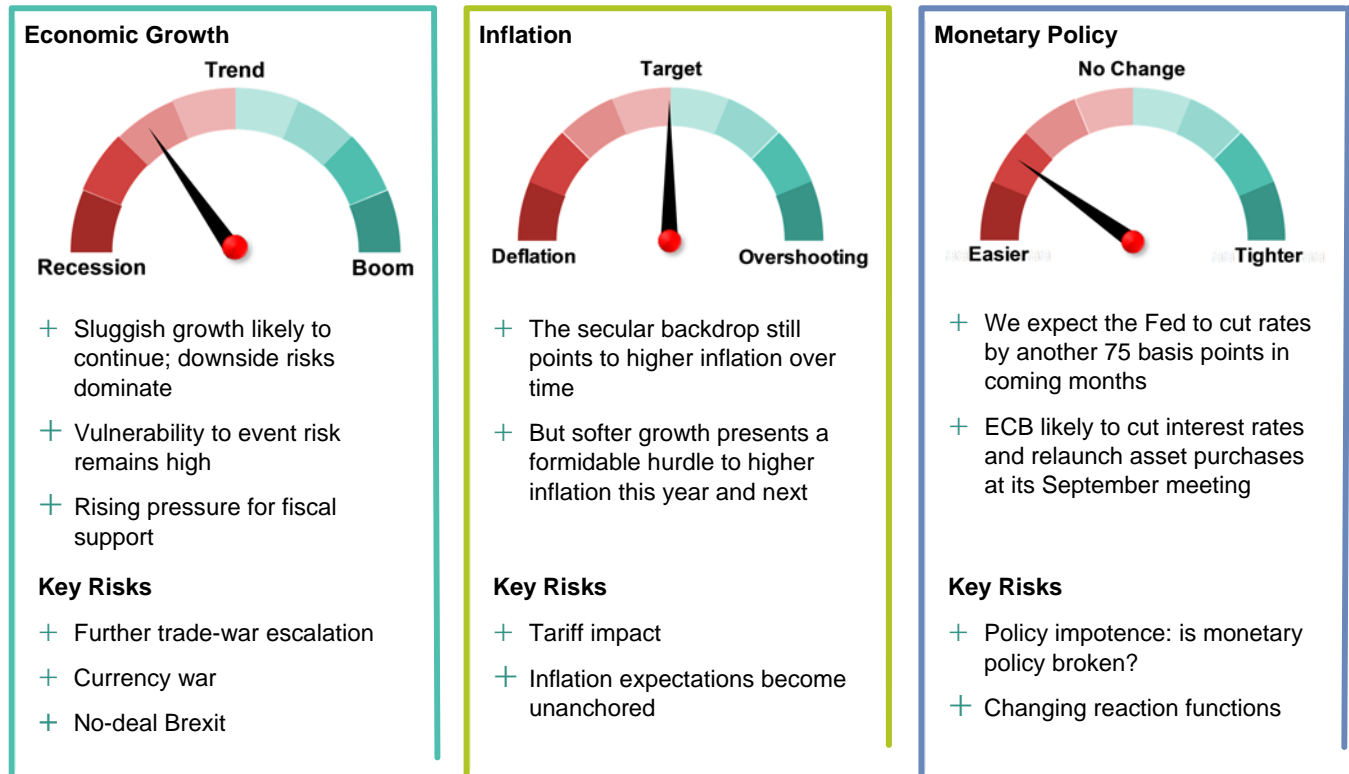 Economic Growth
Trend
Recession
Boom
+ Sluggish growth likely to
continue; downside risks
dominate
+ Vulnerability to event risk
remains high
+ Rising pressure for fiscal
support
Key Risks
+ Further trade-war escalation
+ Currency war
+ No-deal Brexit
Inflation
Target
Deflation
Overshooting
+ The secular backdrop still
points to higher inflation over
time
+ But softer growth presents a
formidable hurdle to higher
inflation this year and next
Key Risks
+ Tariff impact
+ Inflation expectations become
unanchored
Monetary Policy
No Change
Easier
Tighter
+ We expect the Fed to cut rates
by another 75 basis points in
coming months
+ ECB likely to cut interest rates
and relaunch asset purchases
at its September meeting
Key Risks
+ Policy impotence: is monetary
policy broken?
+ Changing reaction functions